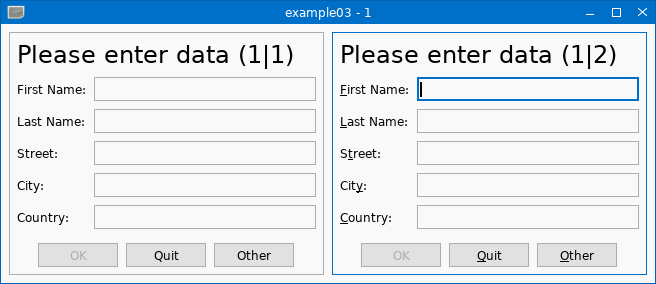 example03 - 1
Please enter data (1|1)
First Name:
Last Name:
Street:
City:
Country:
OK Quit Other
Please enter data (1|2)
First Name:
Last Name:
Street:
City:
Country:
OK Quit Other